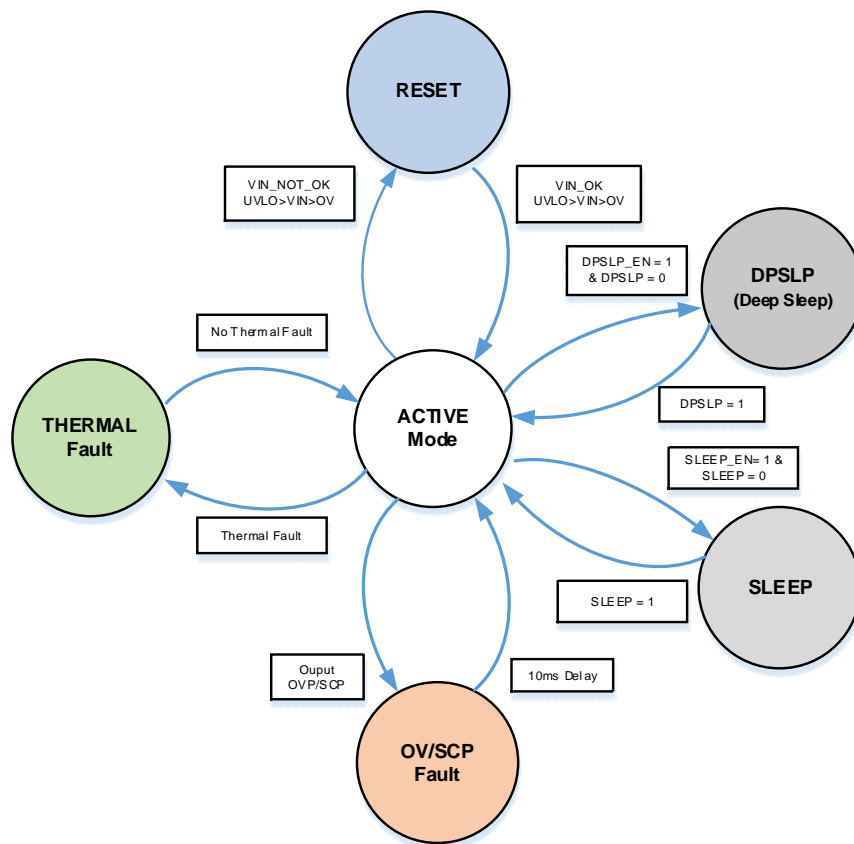 RESET
VIN_NOT_OK
UVLO>VIN>OV
VIN_OK
UVLO>VIN>OV
DPSLP_EN = 1
& DPSLP = 0
DPSLP
(Deep Sleep)
No Thermal Fault
DPSLP = 1
THERMAL
Fault
ACTIVE
Mode
SLEEP_EN= 1 &
SLEEP = 0
Thermal Fault
SLEEP
SLEEP = 1
Ouput
OVP/SCP
10ms Delay
OV/SCP
Fault